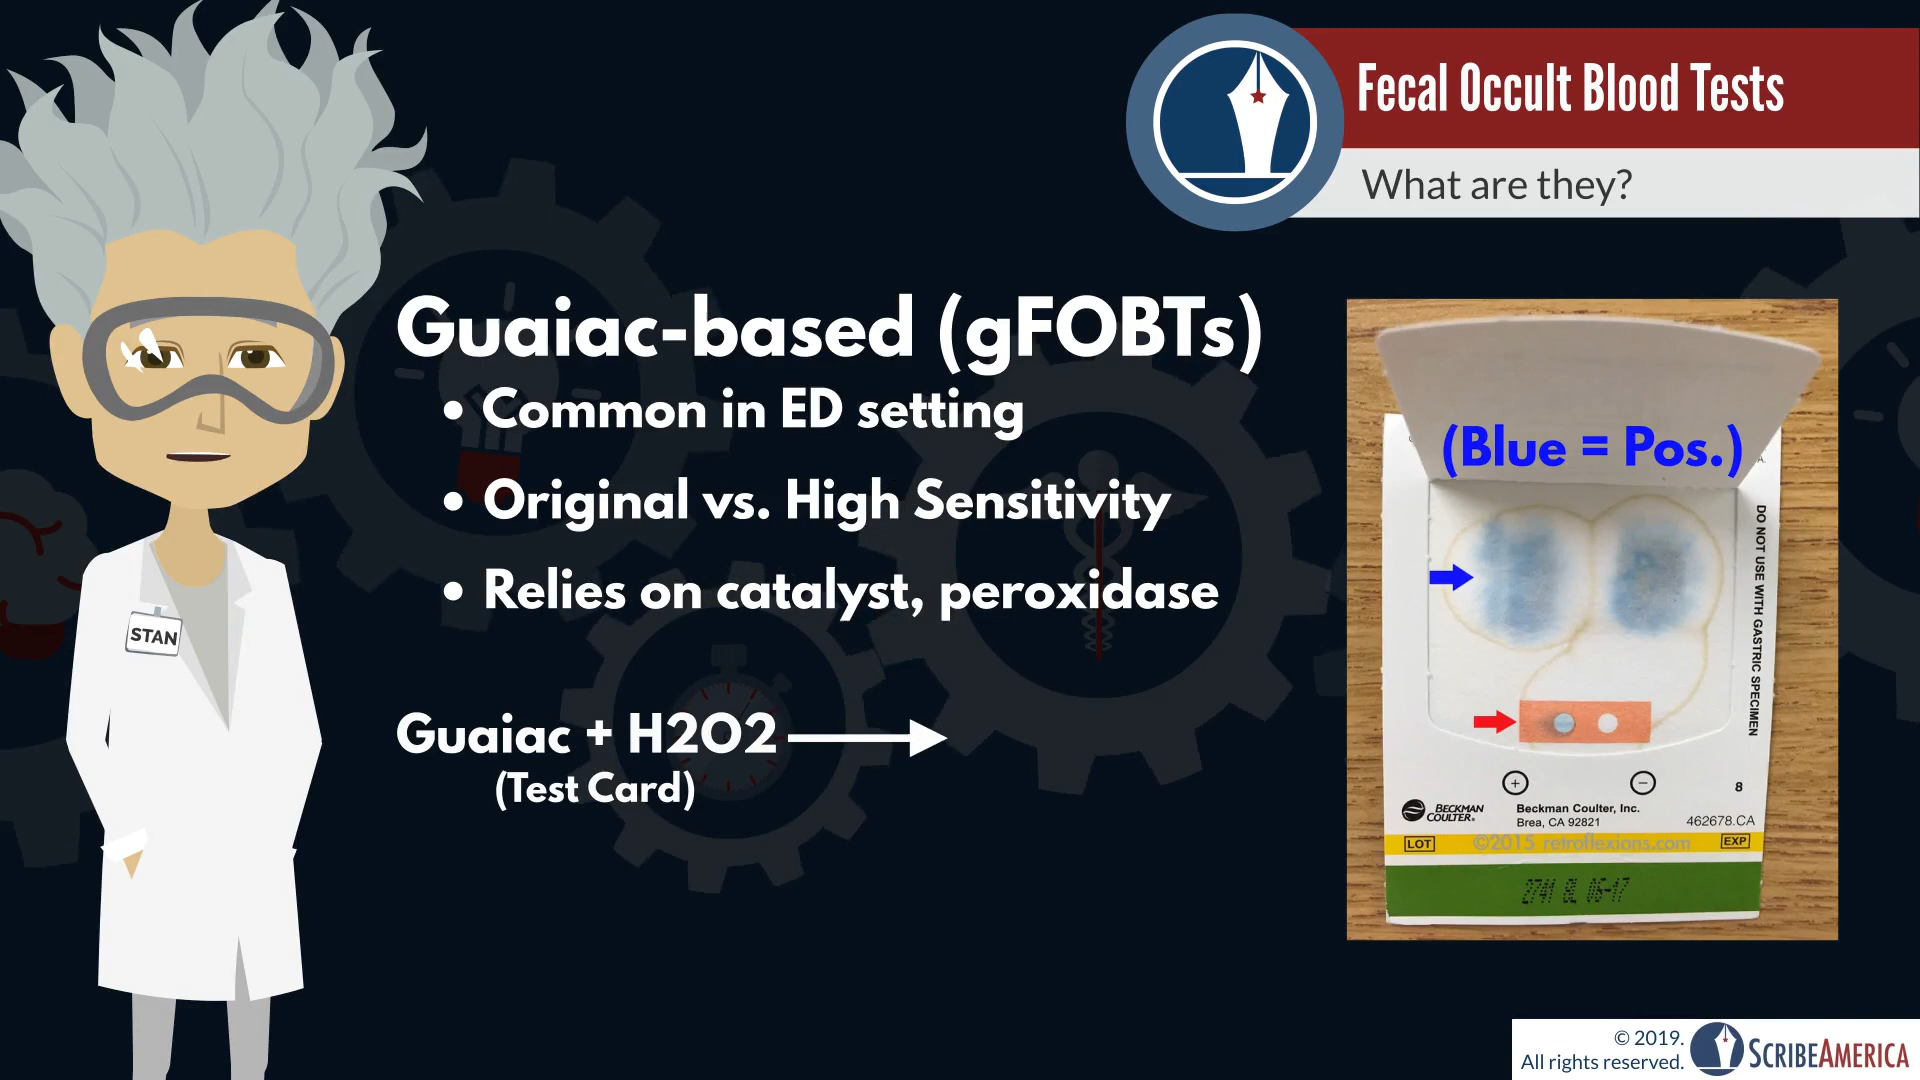 Fecal Occult Blood Tests
What are they?
Guaiac-based (gFOBTs)
• Common in ED setting
• Original vs. High Sensitivity
• Relies on catalyst, peroxidase
Guaiac + H2O2
(Test Card)
STAN
(Blue = Pos.)
DO NOT USE WITH GASTRIC SPECIMEN
+ −
8
BECKMAN
COULTER®
Beckman Coulter, Inc.
Brea, CA 92821
462678.CA
LOT
©2015 retroflexions.com
EXP
© 2019.
All rights reserved.
SCRIBEAMERICA